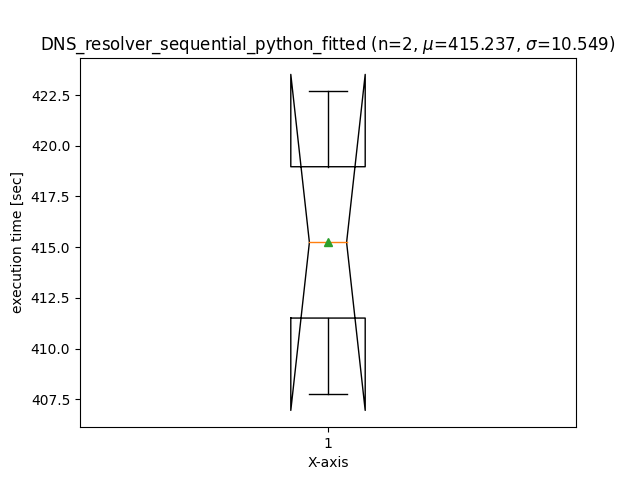 DNS_resolver_sequential_python_fitted (n=2, μ=415.237, σ=10.549)
422.5
420.0
417.5
415.0
412.5
410.0
407.5
execution time [sec]
1
X-axis